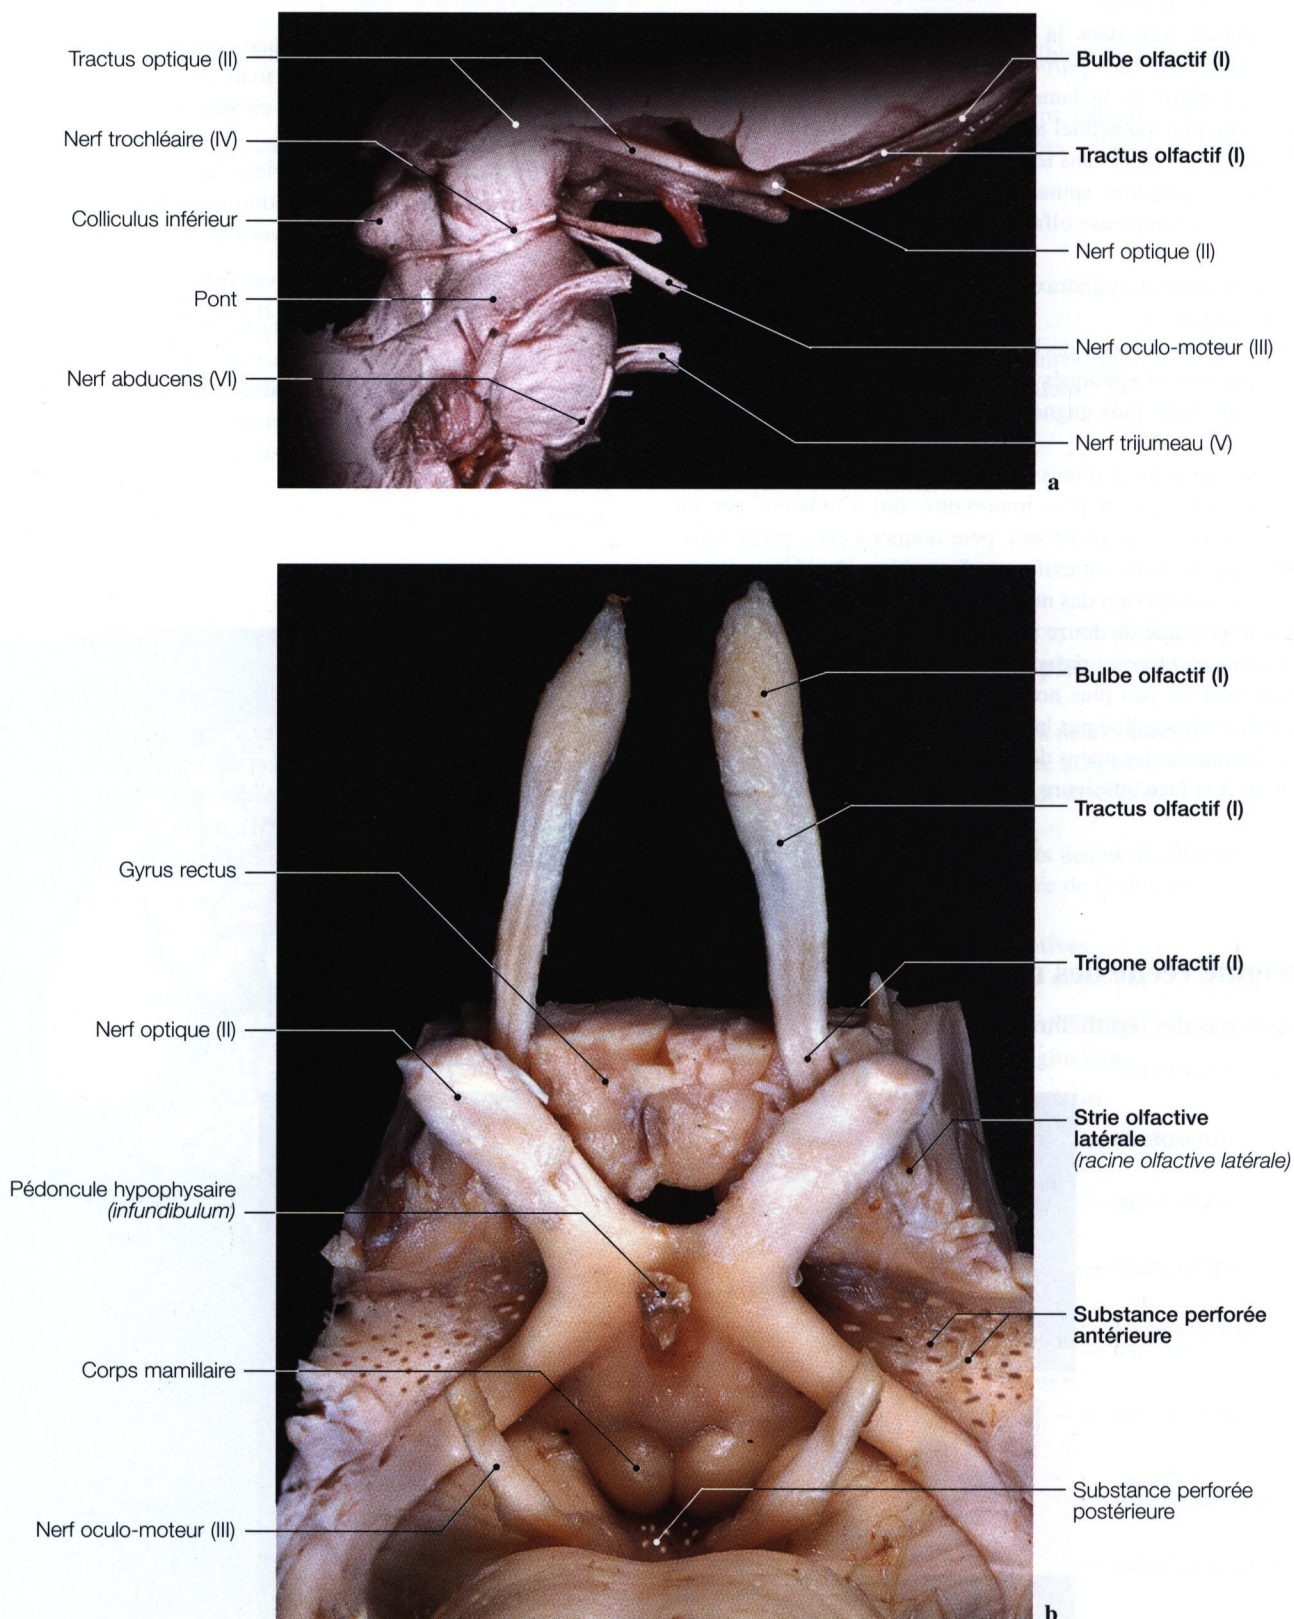 Tractus optique (II)
Nerf trochléaire (IV)
Colliculus inférieur
Pont
Nerf abducens (VI)
Bulbe olfactif (I)
Tractus olfactif (I)
Nerf optique (II)
Nerf oculo-moteur (III)
Nerf trijumeau (V)
a
Gyrus rectus
Nerf optique (II)
Pédoncule hypophysaire
(infundibulum)
Corps mamillaire
Nerf oculo-moteur (III)
Bulbe olfactif (I)
Tractus olfactif (I)
Trigone olfactif (I)
Strie olfactive
latérale
(racine olfactive latérale)
Substance perforée
antérieure
Substance perforée
postérieure
b